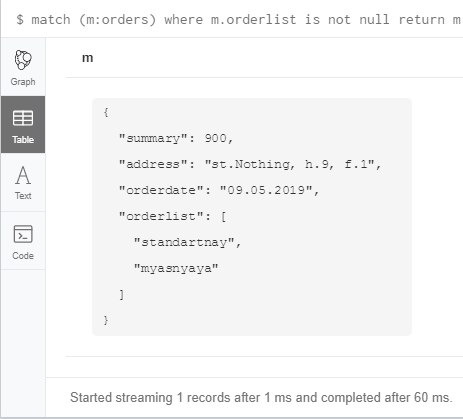 $ match (m:orders) where m.orderlist is not null return m
Graph
Table
A
Text
Code
m
{
"summary": 900,
"address": "st.Nothing, h.9, f.1",
"orderdate": "09.05.2019",
"orderlist": [
"standartnay",
"myasnyaya"
]
}
Started streaming 1 records after 1 ms and completed after 60 ms.